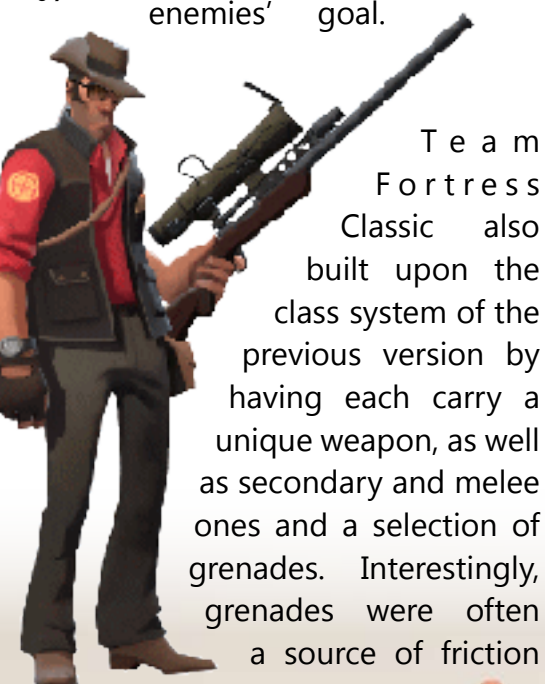 enemies' goal.
Team
Fortress
Classic also
built upon the
class system of the
previous version by
having each carry a
unique weapon, as well
as secondary and melee
ones and a selection of
grenades. Interestingly,
grenades were often
a source of friction